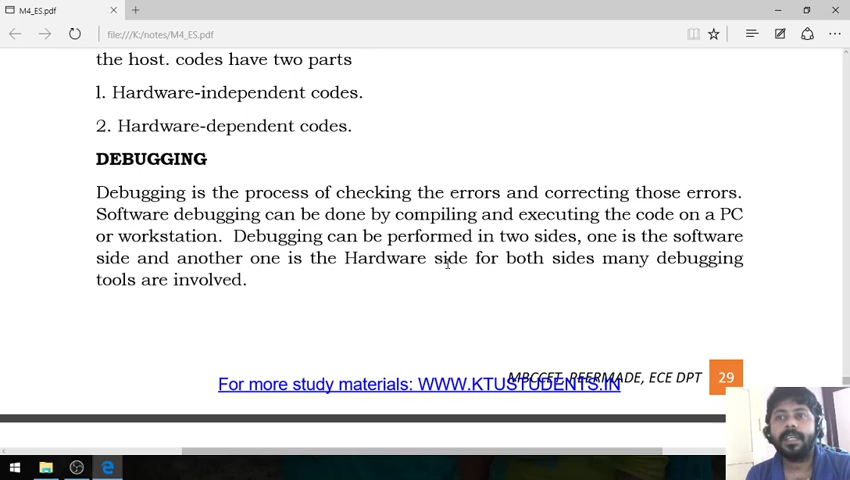 M4_ES.pdf
file:///K:/notes/M4_ES.pdf
the host. codes have two parts
l. Hardware-independent codes.
2. Hardware-dependent codes.
DEBUGGING
Debugging is the process of checking the errors and correcting those errors.
Software debugging can be done by compiling and executing the code on a PC
or workstation. Debugging can be performed in two sides, one is the software
side and another one is the Hardware side for both sides many debugging
tools are involved.
MBCCET, PEERMADE, ECE DPT 29
For more study materials: WWW.KTUSTUDENTS.IN